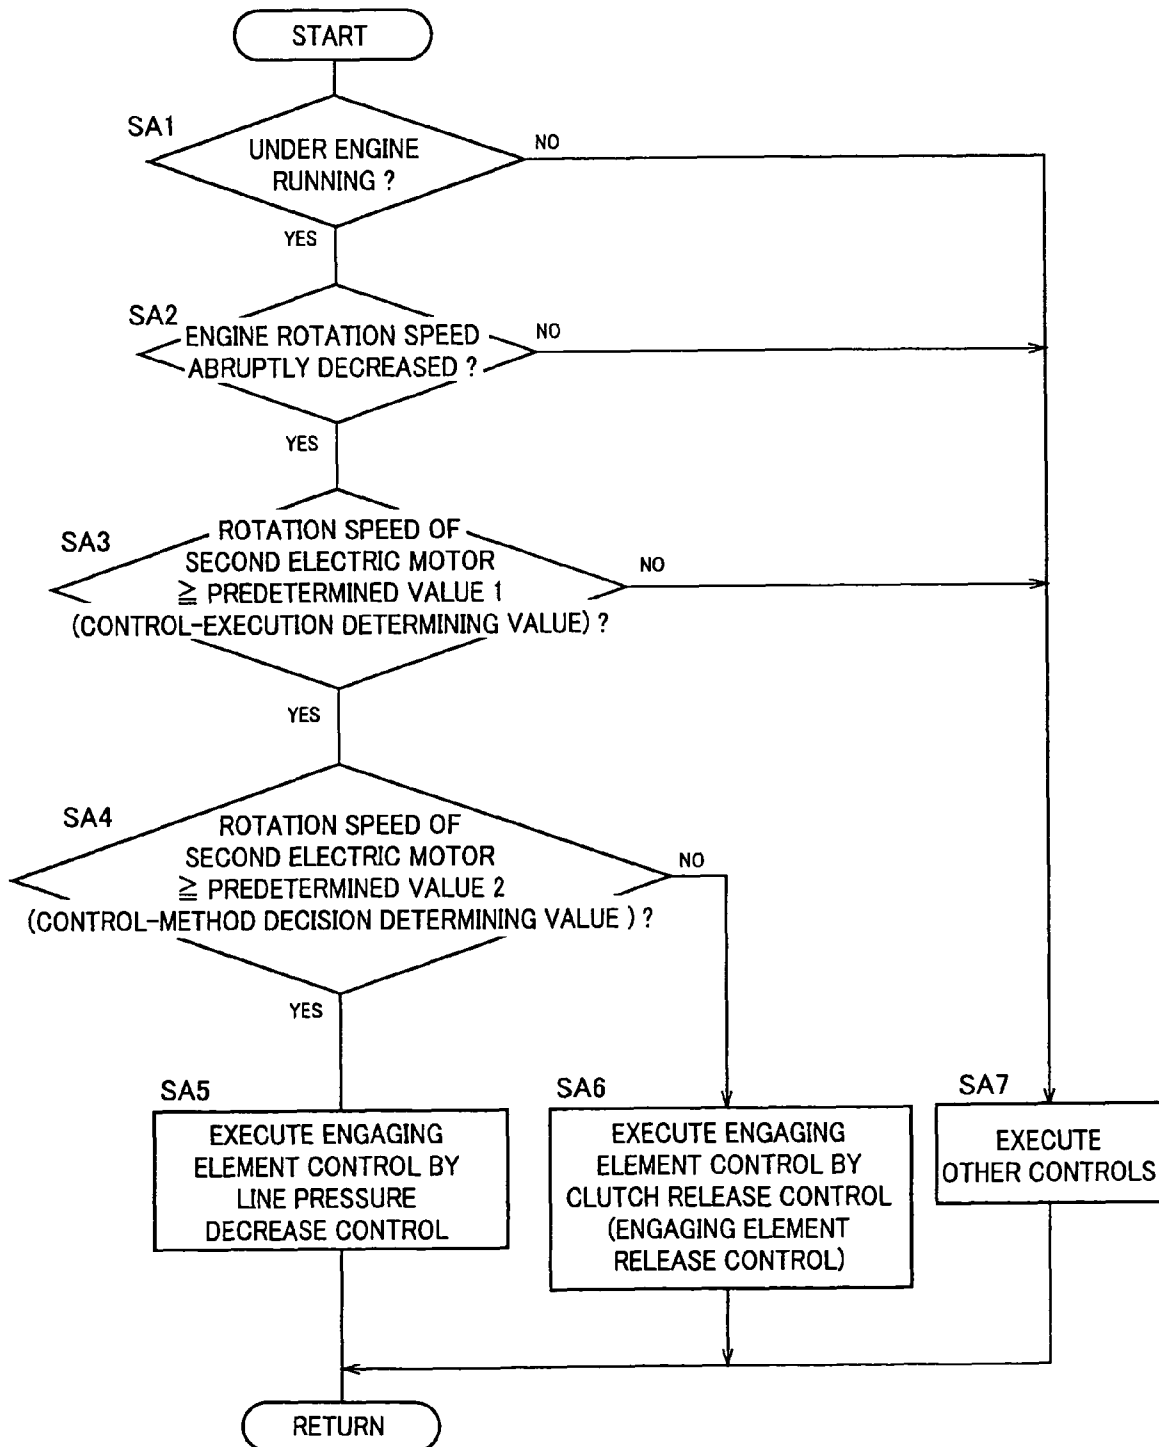 START
SA1
UNDER ENGINE
RUNNING ?
NO
YES
SA2
ENGINE ROTATION SPEED
ABRUPTLY DECREASED ?
NO
YES
SA3
ROTATION SPEED OF
SECOND ELECTRIC MOTOR
≧ PREDETERMINED VALUE 1
(CONTROL-EXECUTION DETERMINING VALUE) ?
NO
YES
SA4
ROTATION SPEED OF
SECOND ELECTRIC MOTOR
≧ PREDETERMINED VALUE 2
(CONTROL-METHOD DECISION DETERMINING VALUE ) ?
NO
YES
SA5
EXECUTE ENGAGING
ELEMENT CONTROL BY
LINE PRESSURE
DECREASE CONTROL
SA6
EXECUTE ENGAGING
ELEMENT CONTROL BY
CLUTCH RELEASE CONTROL
(ENGAGING ELEMENT
RELEASE CONTROL)
SA7
EXECUTE
OTHER CONTROLS
RETURN